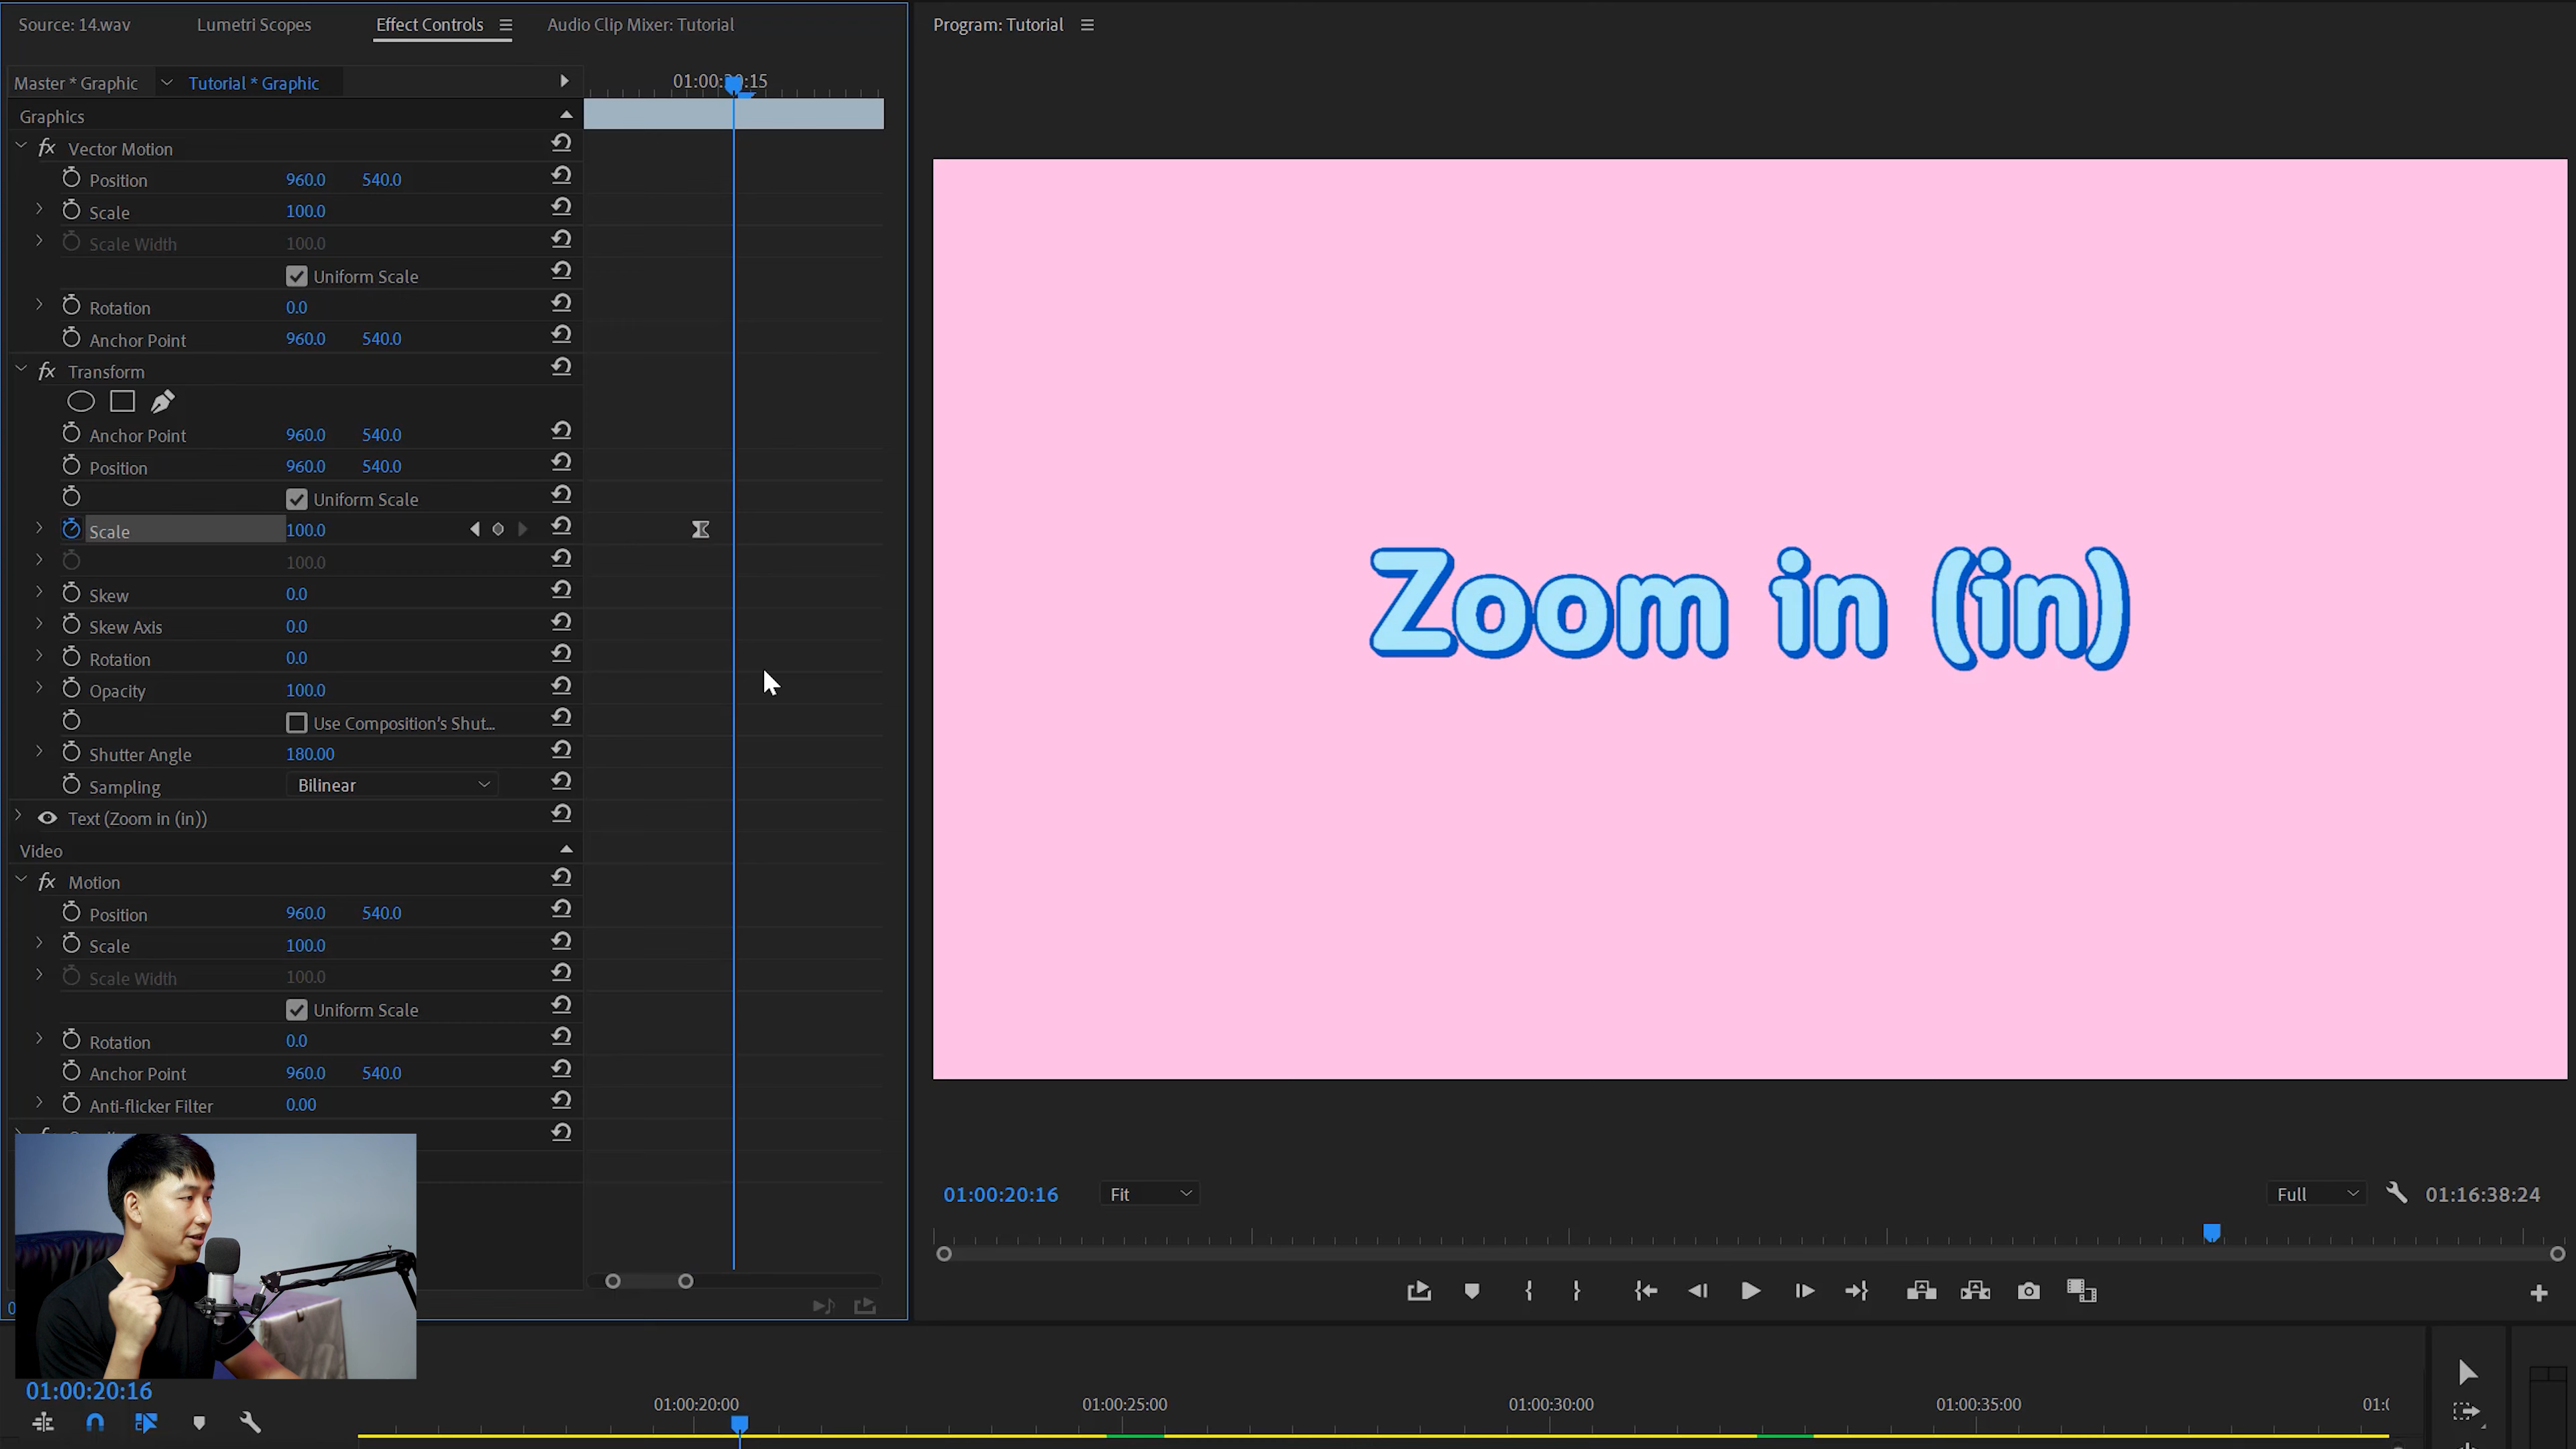 Source: 14.wav
Lumetri Scopes
Effect Controls
Audio Clip Mixer: Tutorial
Program: Tutorial
Master * Graphic
Tutorial * Graphic
Graphics
fx Vector Motion
Position 960.0 540.0
Scale 100.0
Scale Width 100.0
Uniform Scale
Rotation 0.0
Anchor Point 960.0 540.0
fx Transform
Anchor Point 960.0 540.0
Position 960.0 540.0
Uniform Scale
Scale 100.0
100.0
Skew 0.0
Skew Axis 0.0
Rotation 0.0
Opacity 100.0
Use Composition's Shut...
Shutter Angle 180.00
Sampling Bilinear
Text (Zoom in (in))
Video
fx Motion
Position 960.0 540.0
Scale 100.0
Scale Width 100.0
Uniform Scale
Rotation 0.0
Anchor Point 960.0 540.0
Anti-flicker Filter 0.00
Zoom in (in)
01:00:20:16
Fit
Full
01:16:38:24
01:00:20:16
01:00:20:00
01:00:25:00
01:00:30:00
01:00:35:00